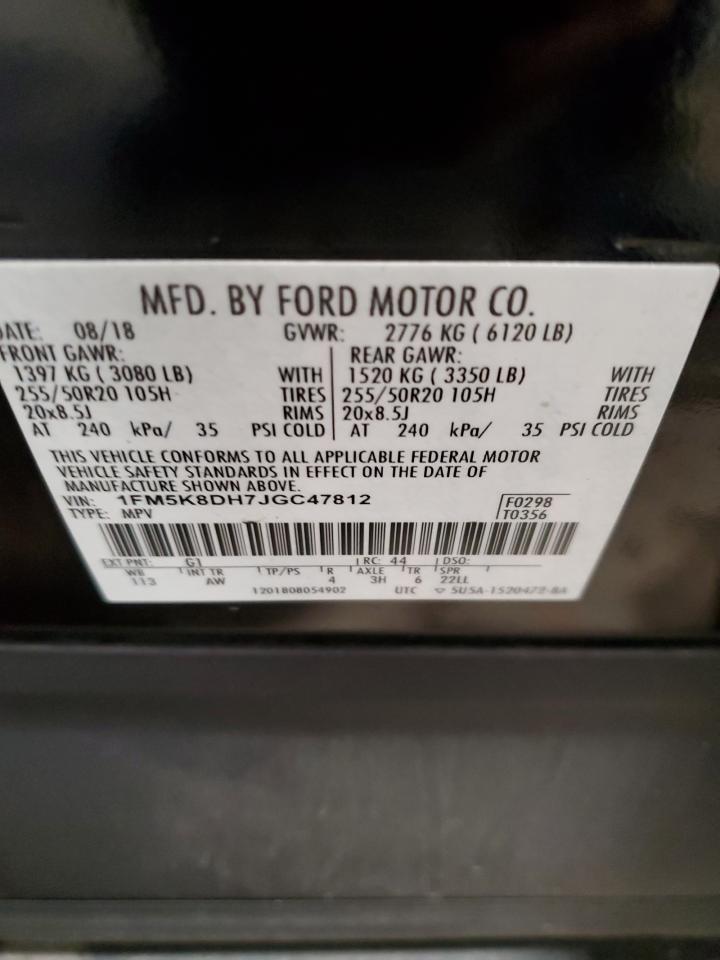 MFD. BY FORD MOTOR CO.
DATE: 08/18 GVWR: 2776 KG ( 6120 LB)
FRONT GAWR: REAR GAWR:
1397 KG ( 3080 LB) WITH 1520 KG ( 3350 LB) WITH
255/50R20 105H TIRES 255/50R20 105H TIRES
20x8.5J RIMS 20x8.5J RIMS
AT 240 kPa/ 35 PSI COLD AT 240 kPa/ 35 PSI COLD
THIS VEHICLE CONFORMS TO ALL APPLICABLE FEDERAL MOTOR
VEHICLE SAFETY STANDARDS IN EFFECT ON THE DATE OF
MANUFACTURE SHOWN ABOVE.
VIN: 1FM5K8DH7JGC47812 F0298
TYPE: MPV T0356
EXT PNT: G1 RC: 44 DSO:
WB INT TR TP/PS R AXLE TR SPR
113 AW 4 3H 6 22LL
1201808054902 UTC ▽ 5U5A-1520472-BA